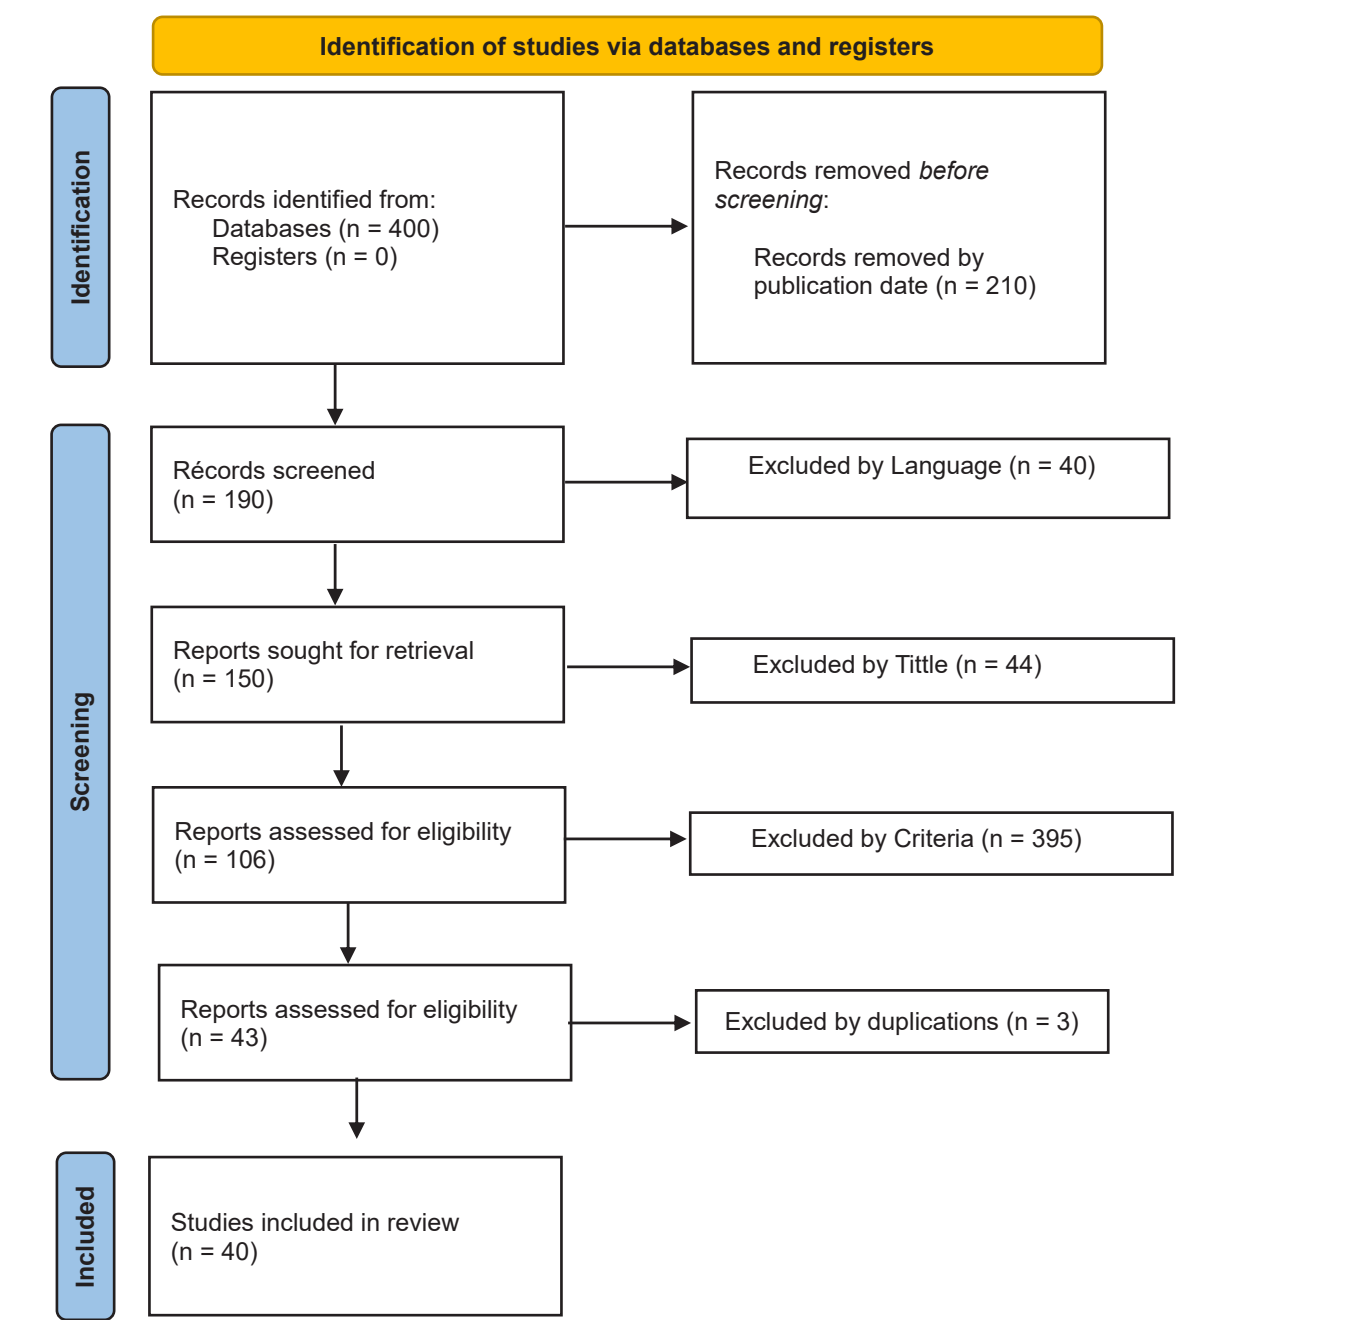 Identification of studies via databases and registers
Identification
Records identified from:
Databases (n = 400)
Registers (n = 0)
Records removed before
screening:
Records removed by
publication date (n = 210)
Screening
Récords screened
(n = 190)
Excluded by Language (n = 40)
Reports sought for retrieval
(n = 150)
Excluded by Tittle (n = 44)
Reports assessed for eligibility
(n = 106)
Excluded by Criteria (n = 395)
Reports assessed for eligibility
(n = 43)
Excluded by duplications (n = 3)
Included
Studies included in review
(n = 40)